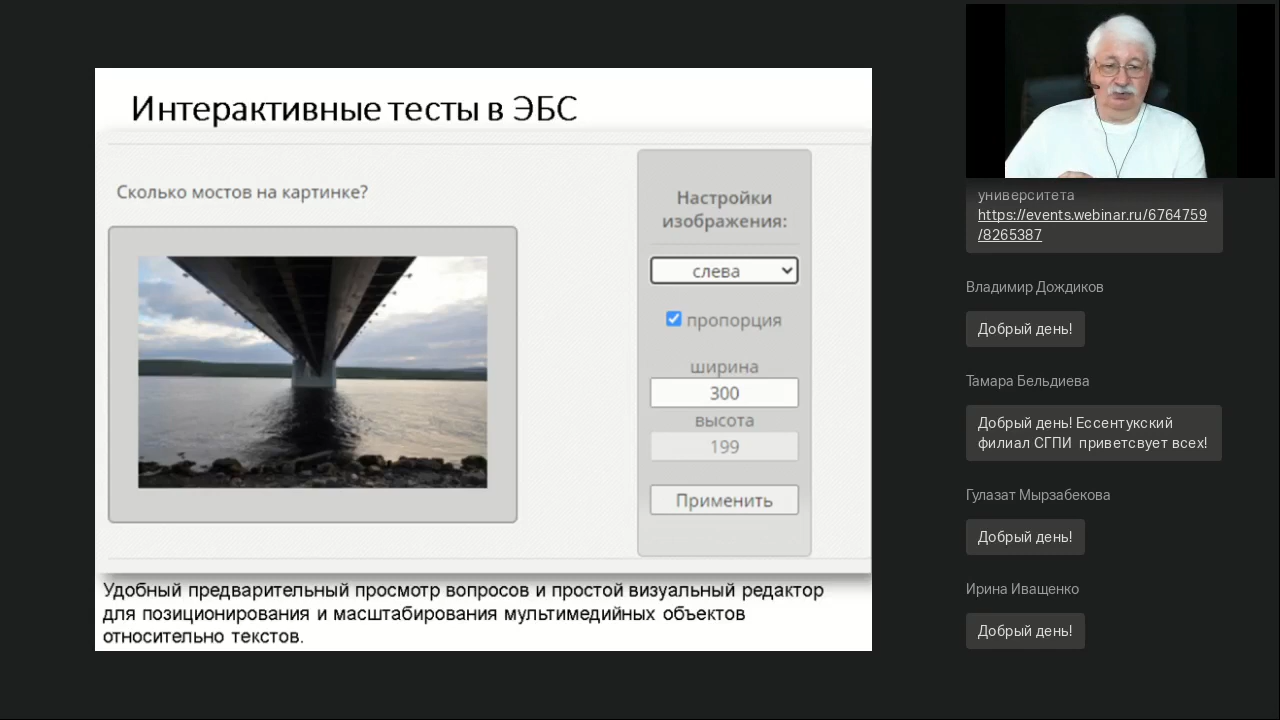 Интерактивные тесты в ЭБС
Сколько мостов на картинке?
Настройки
изображения:
слева
пропорция
ширина
300
высота
199
Применить
Удобный предварительный просмотр вопросов и простой визуальный редактор
для позиционирования и масштабирования мультимедийных объектов
относительно текстов.
университета
https://events.webinar.ru/6764759
/8265387
Владимир Дождиков
Добрый день!
Тамара Бельдиева
Добрый день! Ессентукский
филиал СГПИ приветсвует всех!
Гулазат Мырзабекова
Добрый день!
Ирина Иващенко
Добрый день!